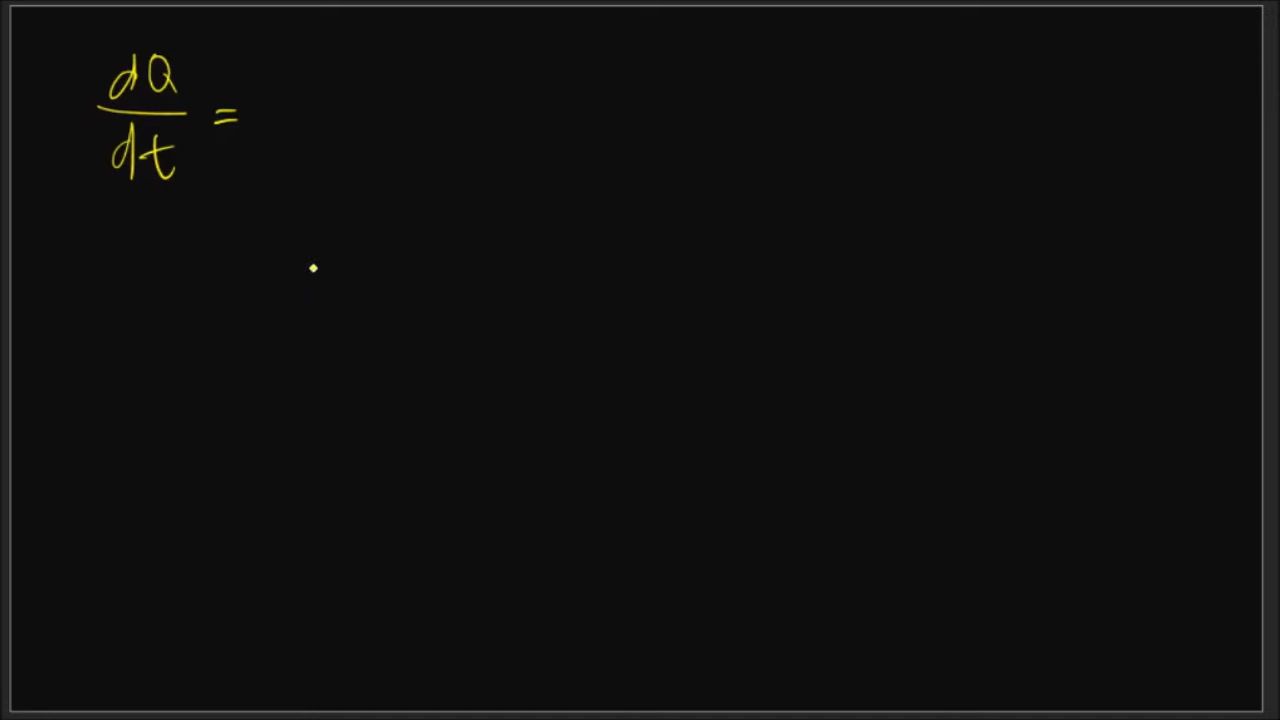 dQ/dt =